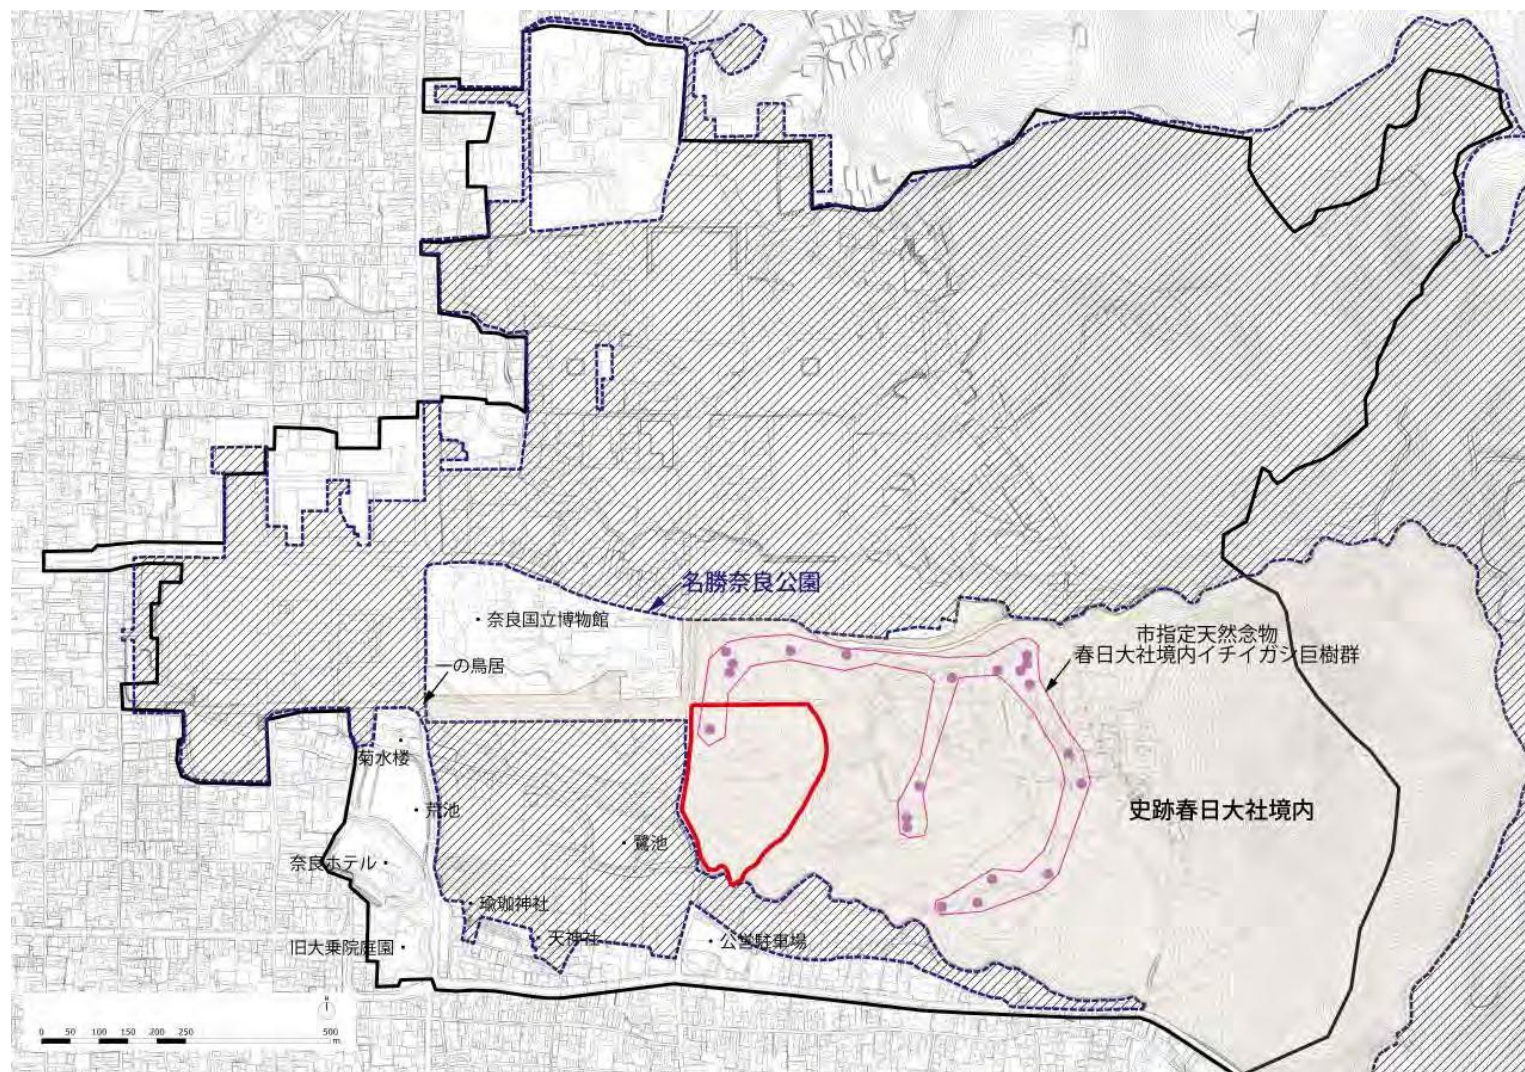 名勝奈良公園
・奈良国立博物館
市指定天然念物
春日大社境内イチイガシ巨樹群
一の鳥居
菊水楼
・荒池
史跡春日大社境内
・鷺池
奈良ホテル・
・瑜珈神社
・天神社
・公営駐車場
旧大乗院庭園・
N
0 50 100 150 200 250 500
m